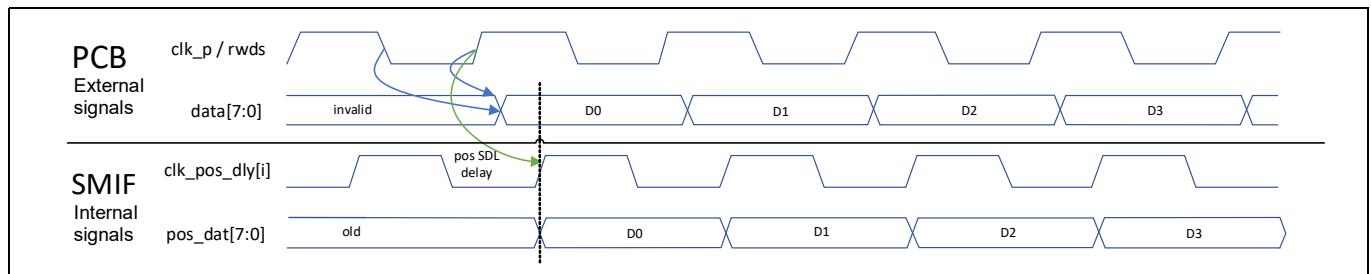 PCB
External
signals
clk_p / rwds
data[7:0]
invalid
D0
D1
D2
D3
SMIF
Internal
signals
clk_pos_dly[i]
pos SDL
delay
pos_dat[7:0]
old
D0
D1
D2
D3